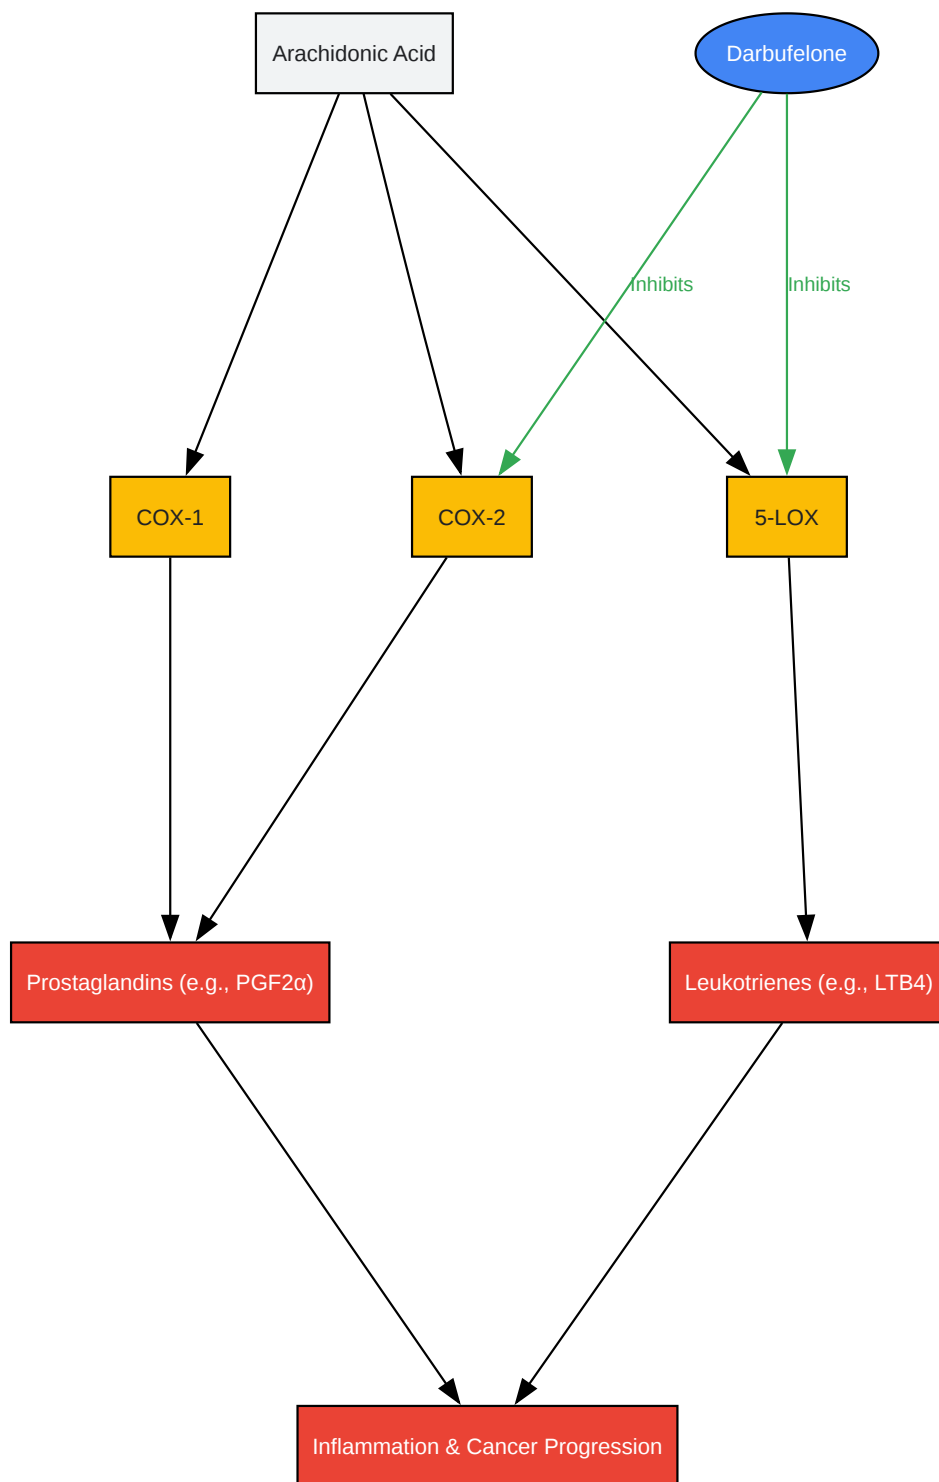 Arachidonic Acid
Darbufelone
Inhibits
Inhibits
COX-1
COX-2
5-LOX
Prostaglandins (e.g., PGF2α)
Leukotrienes (e.g., LTB4)
Inflammation & Cancer Progression